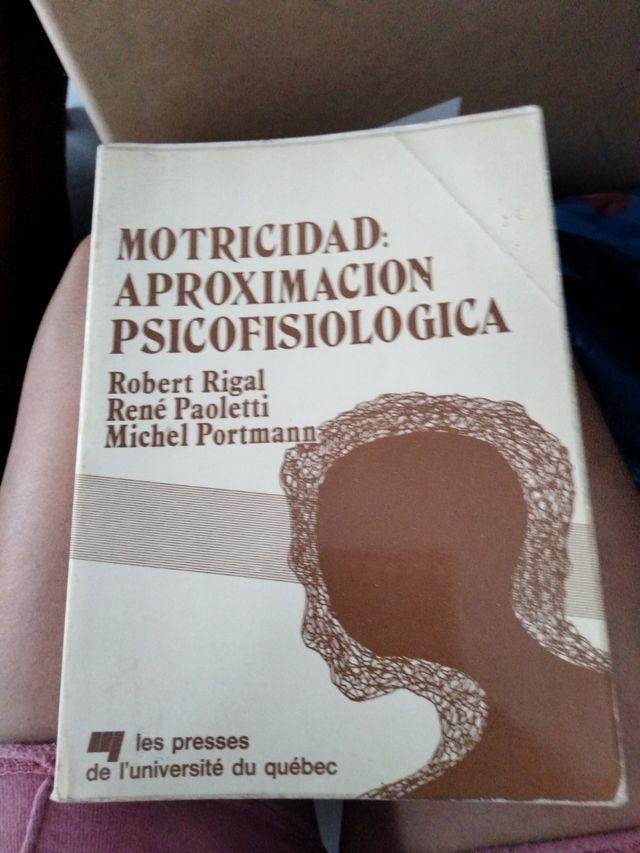 MOTRICIDAD:
APROXIMACION
PSICOFISIOLOGICA
Robert Rigal
René Paoletti
Michel Portmann
les presses
de l'université du québec